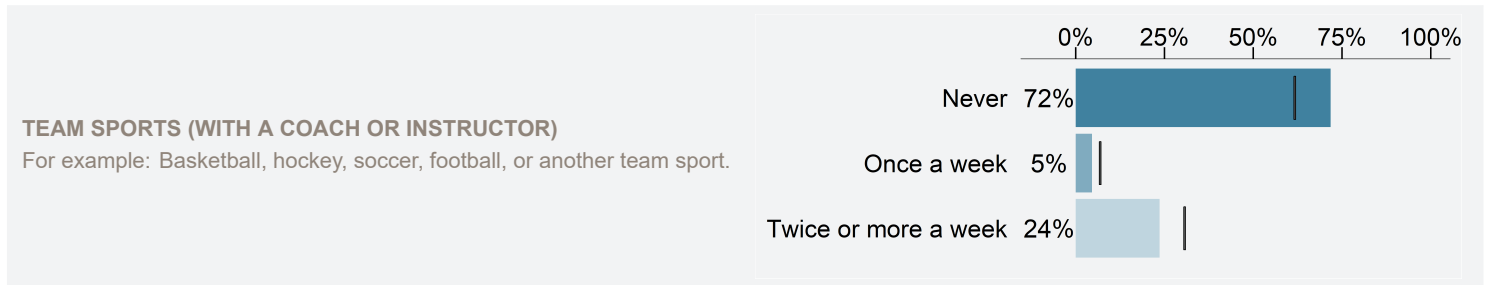 0% 25% 50% 75% 100%
TEAM SPORTS (WITH A COACH OR INSTRUCTOR)
For example: Basketball, hockey, soccer, football, or another team sport.
Never 72%
Once a week 5%
Twice or more a week 24%